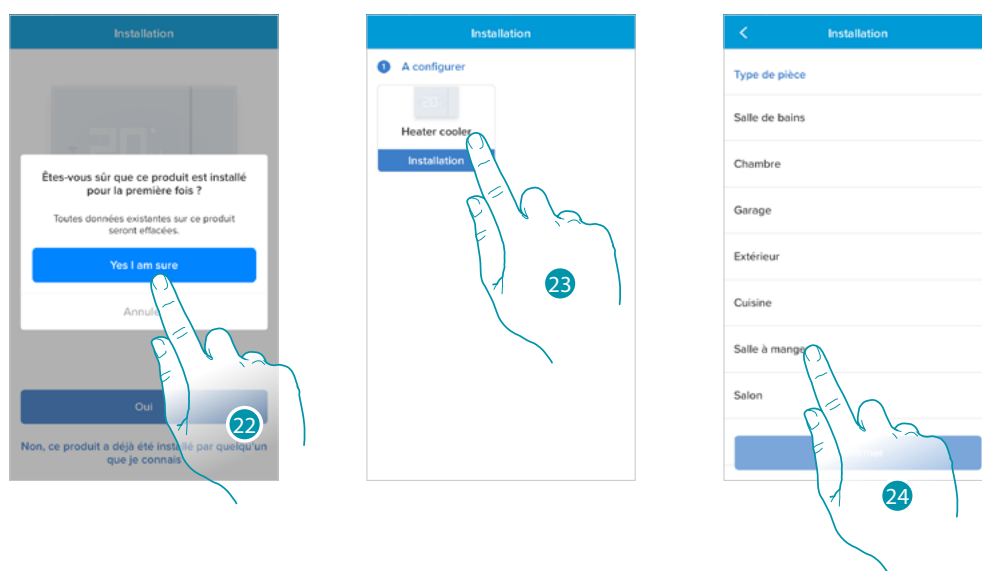 Installation
20
Êtes-vous sûr que ce produit est installé
pour la première fois ?
Toutes données existantes sur ce produit
seront effacées.
Yes I am sure
Annule
Oui
22
Non, ce produit a déjà été installé par quelqu'un
que je connais
Installation
1 A configurer
20
Heater cooler
Installation
23
Installation
Type de pièce
Salle de bains
Chambre
Garage
Extérieur
Cuisine
Salle à mange
Salon
24